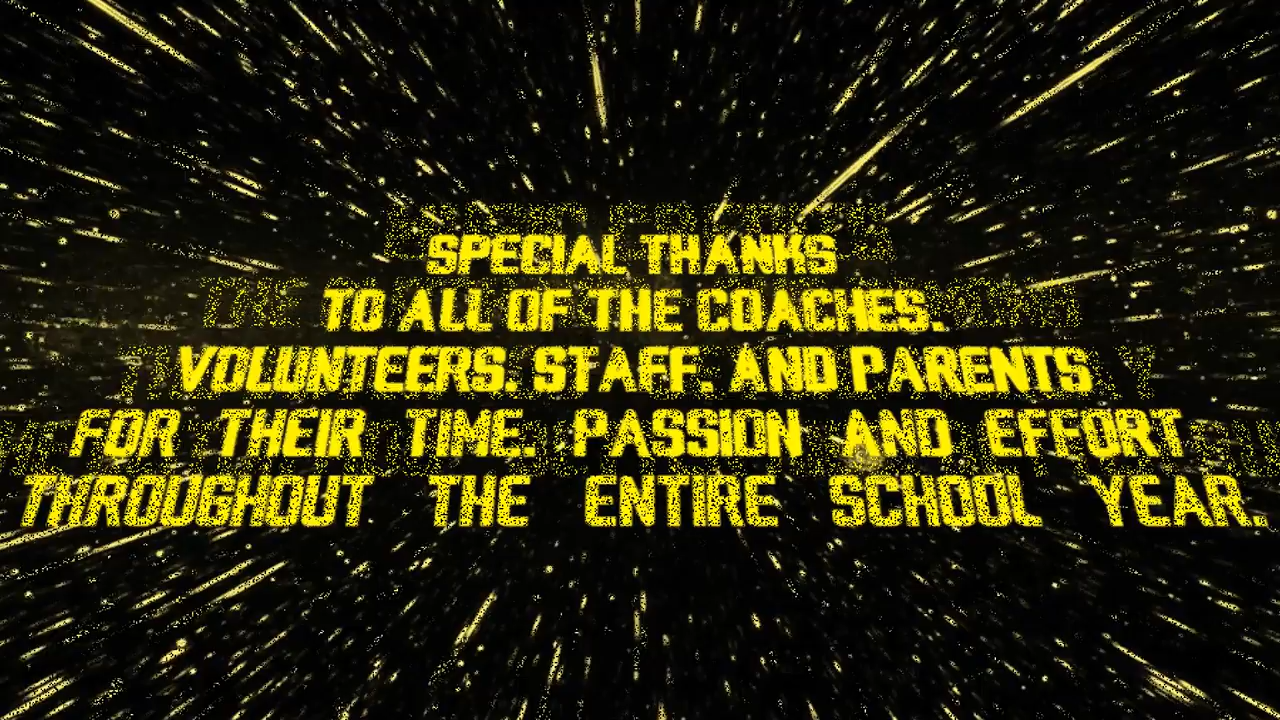 SPECIAL THANKS
TO ALL OF THE COACHES,
VOLUNTEERS, STAFF, AND PARENTS
FOR THEIR TIME, PASSION AND EFFORT
THROUGHOUT THE ENTIRE SCHOOL YEAR.